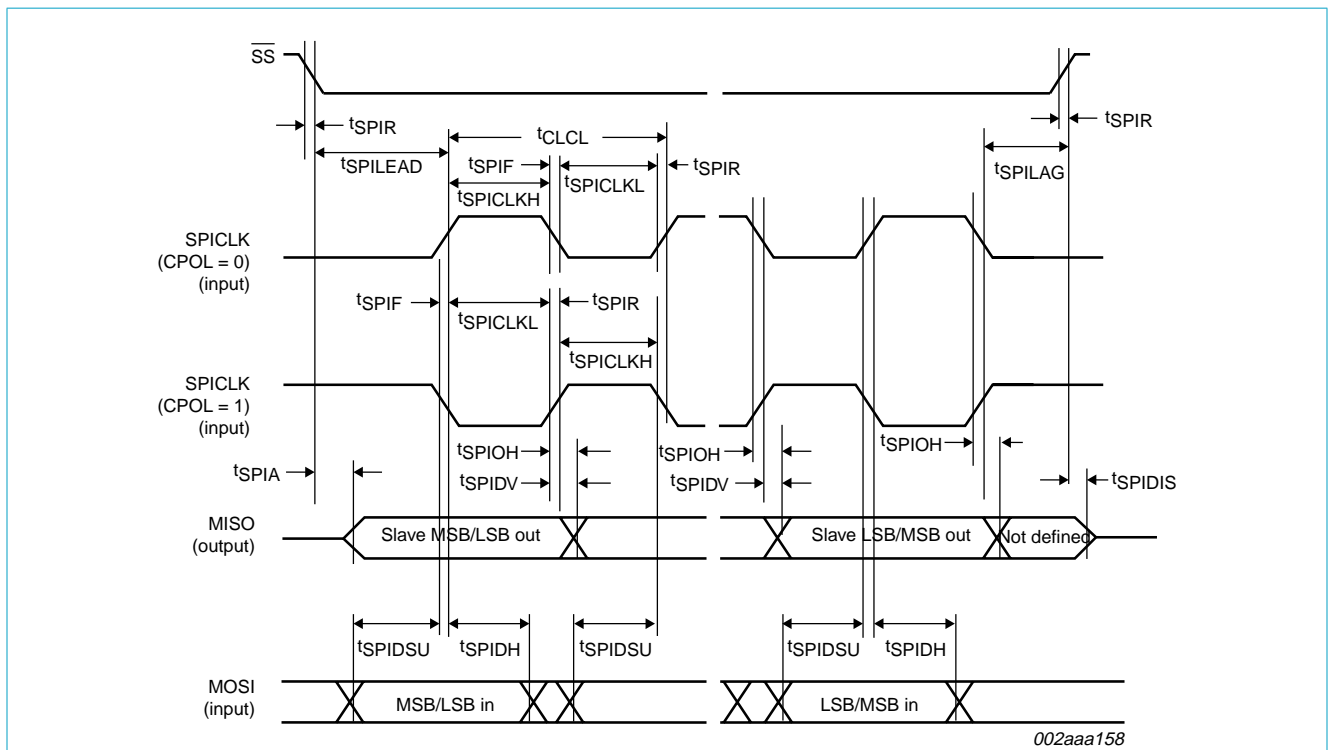 SS
tSPIR
tSPILEAD
tCLCL
tSPIF
tSPICLKL
tSPIR
tSPICLKH
tSPIR
tSPILAG
SPICLK
(CPOL = 0)
(input)
tSPIF
tSPICLKL
tSPIR
tSPICLKH
SPICLK
(CPOL = 1)
(input)
tSPIOH
tSPIOH
tSPIOH
tSPIA
tSPIDV
tSPIDV
tSPIDIS
MISO
(output)
Slave MSB/LSB out
Slave LSB/MSB out
Not defined
tSPIDSU
tSPIDH
tSPIDSU
tSPIDSU
tSPIDH
MOSI
(input)
MSB/LSB in
LSB/MSB in
002aaa158